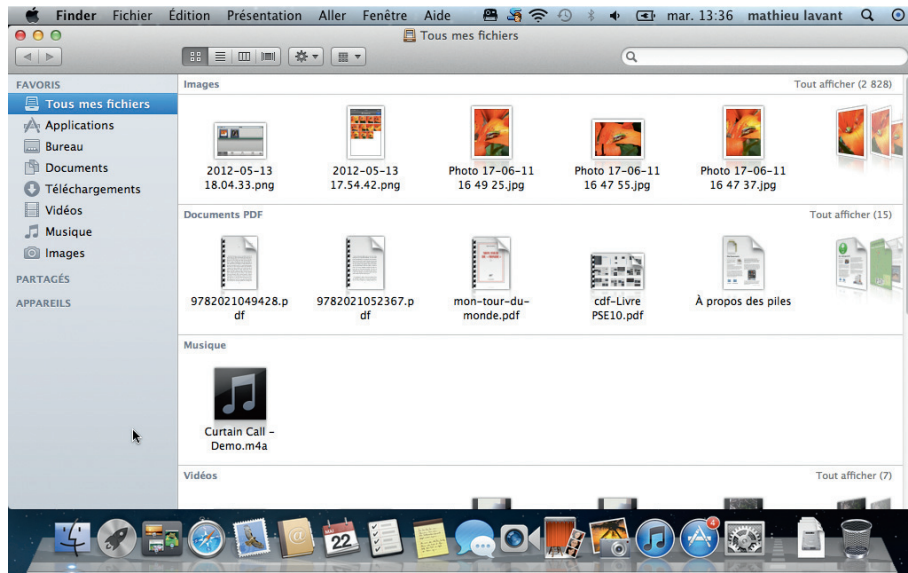 Finder Fichier Édition Présentation Aller Fenêtre Aide mar. 13:36 mathieu lavant
Tous mes fichiers
FAVORIS
Tous mes fichiers
Applications
Bureau
Documents
Téléchargements
Vidéos
Musique
Images
PARTAGÉS
APPAREILS
Images Tout afficher (2 828)
2012-05-13 2012-05-13 Photo 17-06-11 Photo 17-06-11 Photo 17-06-11
18.04.33.png 17.54.42.png 16 49 25.jpg 16 47 55.jpg 16 47 37.jpg
Documents PDF Tout afficher (15)
9782021049428.p 9782021052367.p mon-tour-du- cdf-Livre À propos des piles
df df monde.pdf PSE10.pdf
Musique
Curtain Call –
Demo.m4a
Vidéos Tout afficher (7)
22
4